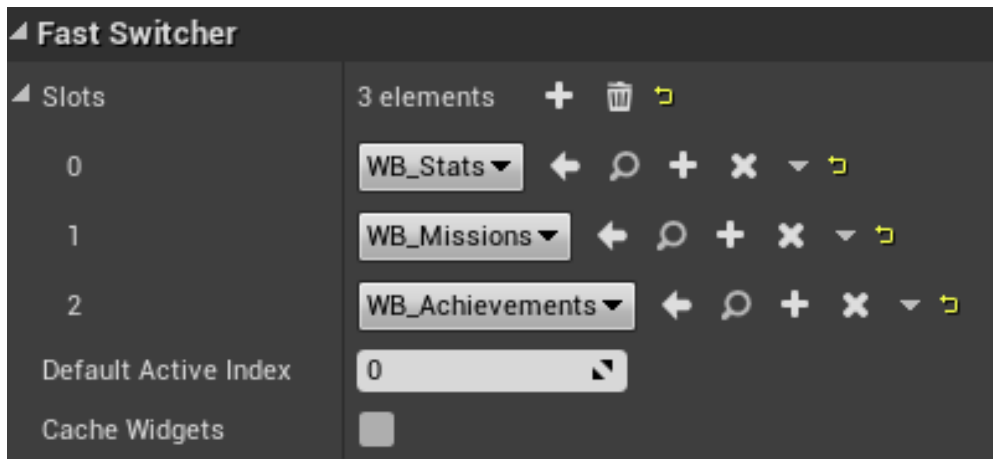 Fast Switcher
Slots 3 elements
0 WB_Stats
1 WB_Missions
2 WB_Achievements
Default Active Index 0
Cache Widgets